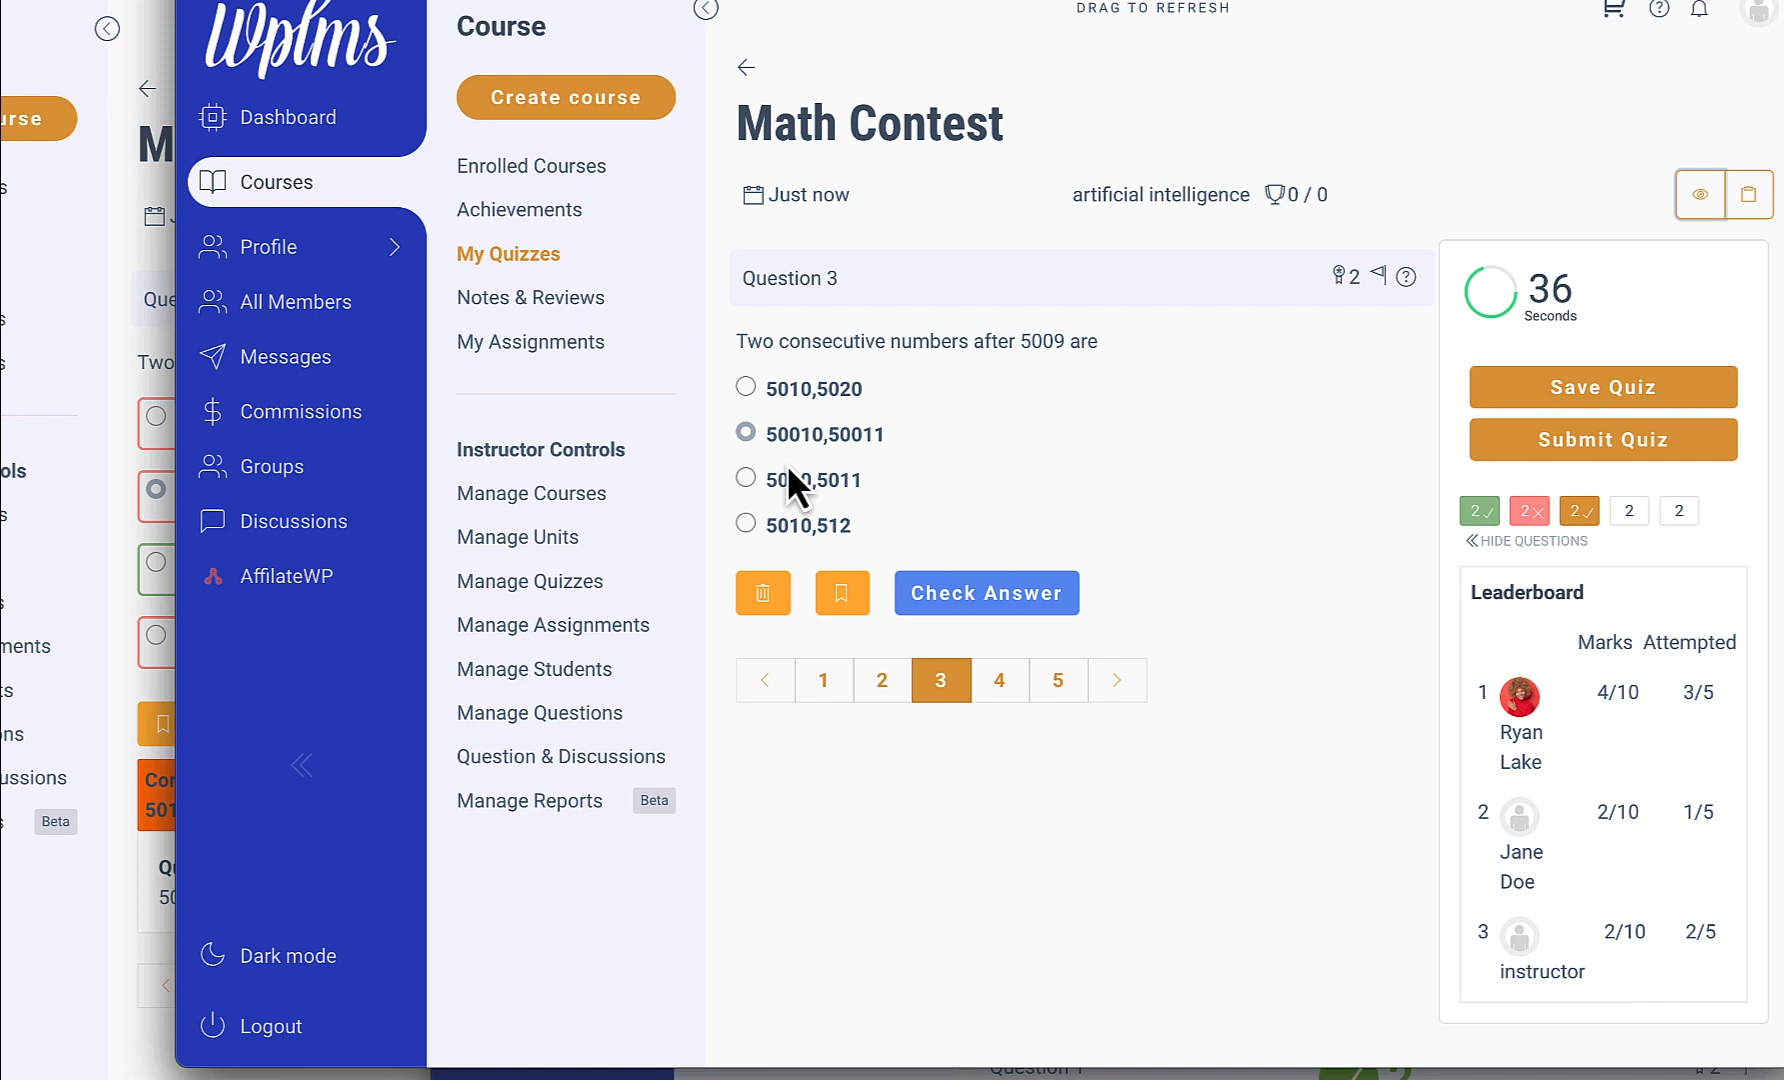 DRAG TO REFRESH
Wplms
Dashboard
Courses
Profile
All Members
Messages
Commissions
Groups
Discussions
AffilateWP
Dark mode
Logout
Course
Create course
Enrolled Courses
Achievements
My Quizzes
Notes & Reviews
My Assignments
Instructor Controls
Manage Courses
Manage Units
Manage Quizzes
Manage Assignments
Manage Students
Manage Questions
Question & Discussions
Manage Reports Beta
Math Contest
Just now artificial intelligence 0 / 0
Question 3 2
Two consecutive numbers after 5009 are
5010,5020
50010,50011
5010,5011
5010,512
Check Answer
1 2 3 4 5
36
Seconds
Save Quiz
Submit Quiz
2 2 2 2 2
HIDE QUESTIONS
Leaderboard
Marks Attempted
1 4/10 3/5
Ryan
Lake
2 2/10 1/5
Jane
Doe
3 2/10 2/5
instructor
Beta